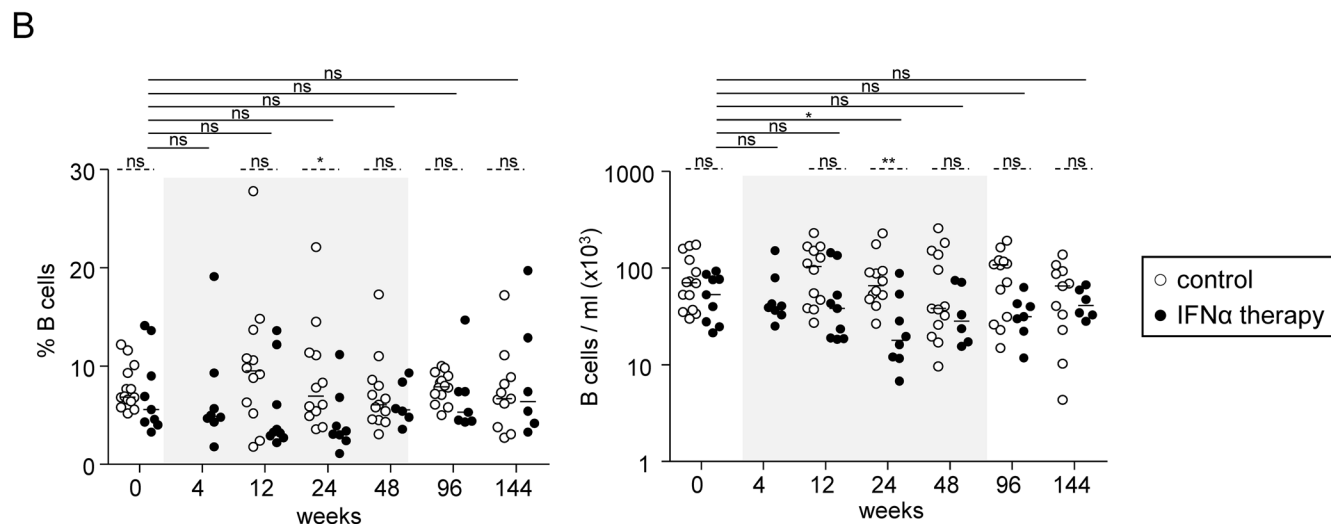 B
ns
ns
ns
ns
ns
ns
ns
ns
*
ns
ns
ns
% B cells
30
20
10
0
0 4 12 24 48 96 144
weeks
ns
ns
ns
*
ns
ns
ns
ns
**
ns
ns
ns
B cells / ml (x10³)
1000
100
10
1
0 4 12 24 48 96 144
weeks
control
IFNα therapy